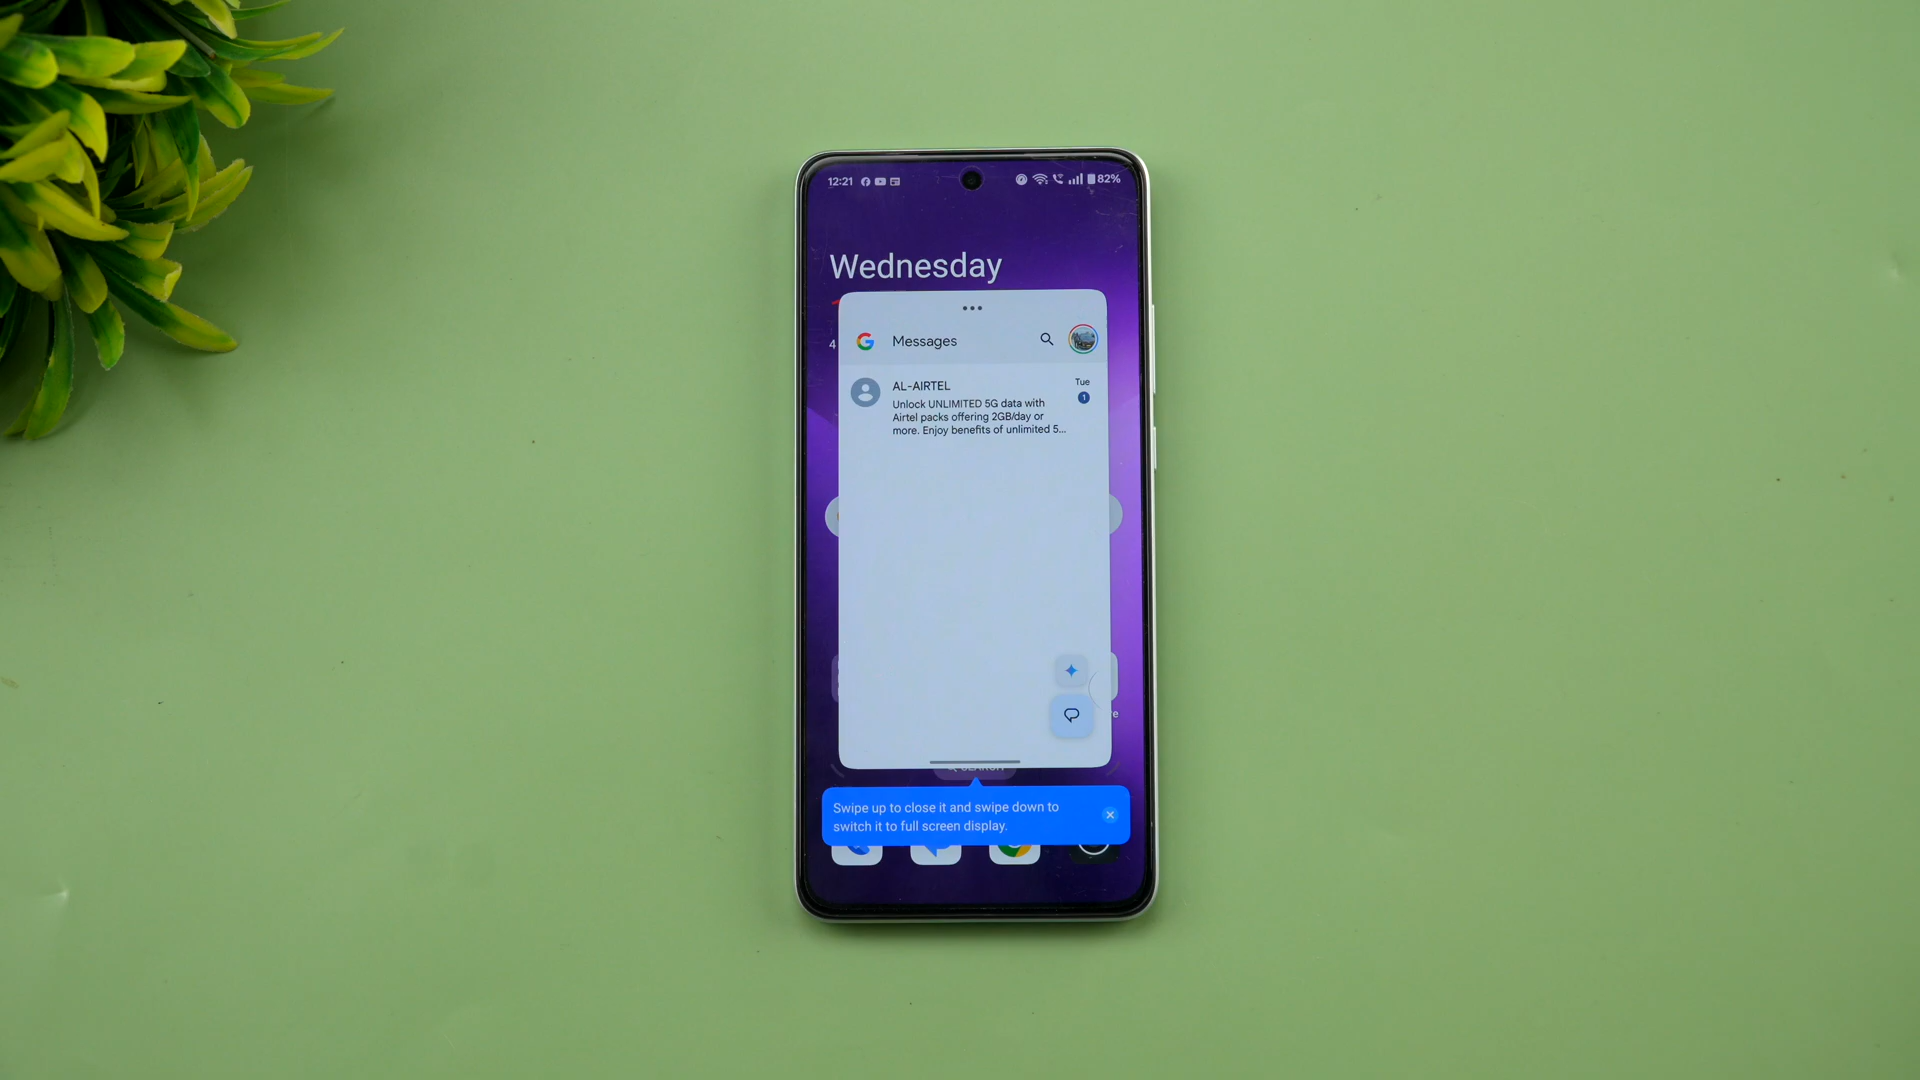 12:21
82%
Wednesday
4
Messages
AL-AIRTEL
Tue
1
Unlock UNLIMITED 5G data with
Airtel packs offering 2GB/day or
more. Enjoy benefits of unlimited 5...
e
Swipe up to close it and swipe down to
switch it to full screen display.